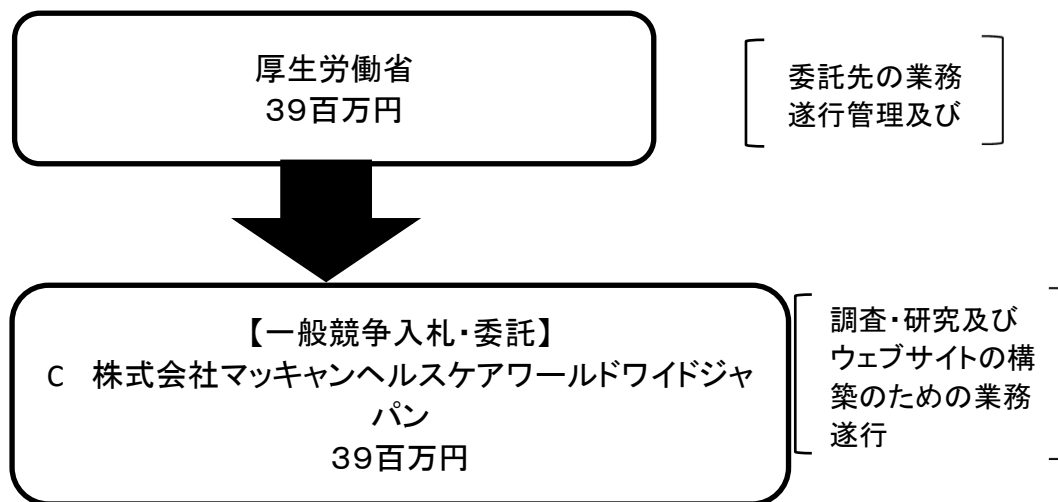 厚生労働省
39百万円
委託先の業務
遂行管理及び
【一般競争入札・委託】
C 株式会社マッキャンヘルスケアワールドワイドジャ
パン
39百万円
調査・研究及び
ウェブサイトの構
築のための業務
遂行